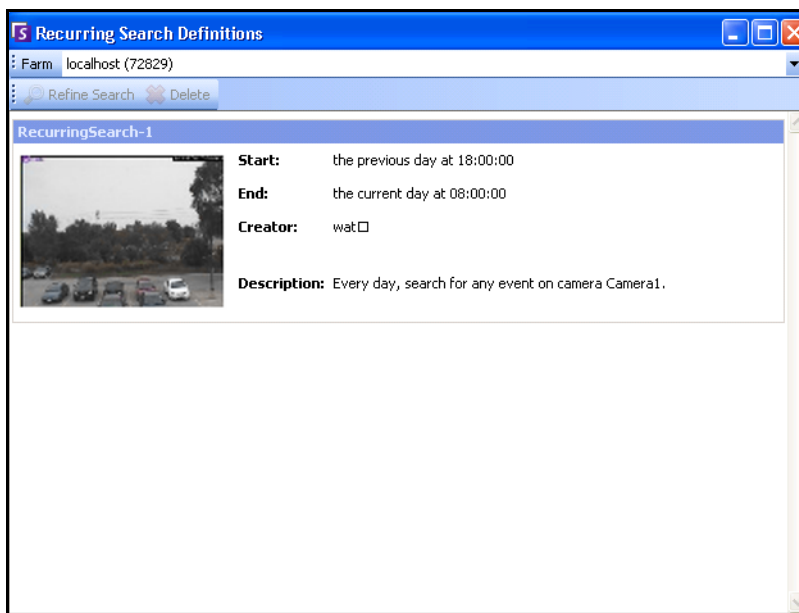 Recurring Search Definitions
Farm localhost (72829)
Refine Search Delete
RecurringSearch-1
Start: the previous day at 18:00:00
End: the current day at 08:00:00
Creator: wat□
Description: Every day, search for any event on camera Camera1.